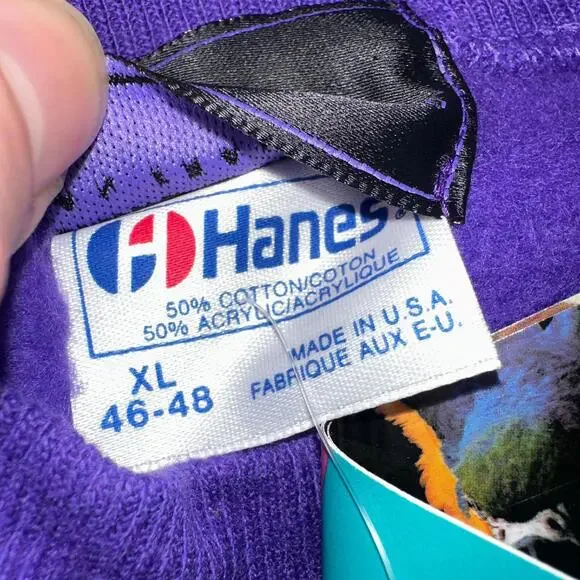 Hanes
50% COTTON/COTON
50% ACRYLIC/ACRYLIQUE
XL
46-48
MADE IN U.S.A.
FABRIQUE AUX E-U.